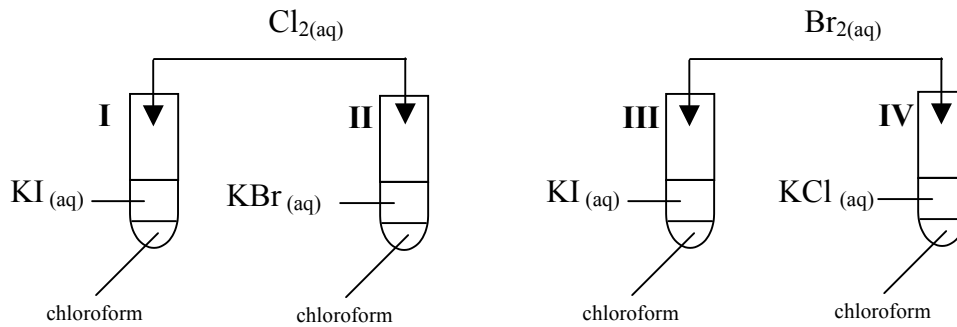 Cl₂(aq) Br₂(aq)
I II III IV
KI (aq) KBr (aq) KI (aq) KCl (aq)
chloroform chloroform chloroform chloroform